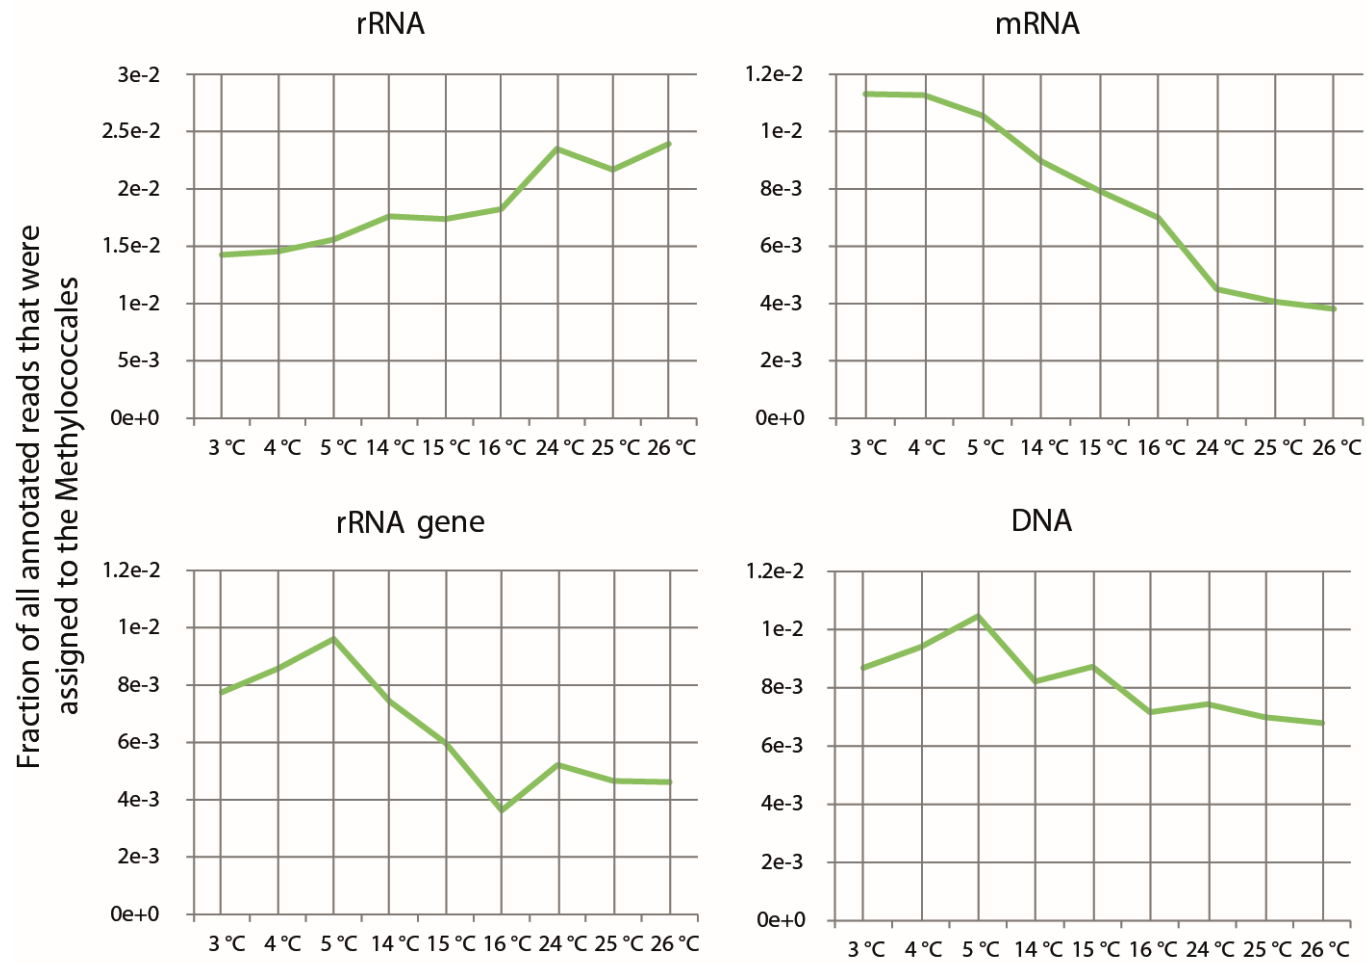 rRNA
3e-2
2.5e-2
2e-2
1.5e-2
1e-2
5e-3
0e+0
3 °C 4 °C 5 °C 14 °C 15 °C 16 °C 24 °C 25 °C 26 °C
mRNA
1.2e-2
1e-2
8e-3
6e-3
4e-3
2e-3
0e+0
3 °C 4 °C 5 °C 14 °C 15 °C 16 °C 24 °C 25 °C 26 °C
Fraction of all annotated reads that were
assigned to the Methylococcales
rRNA gene
1.2e-2
1e-2
8e-3
6e-3
4e-3
2e-3
0e+0
3 °C 4 °C 5 °C 14 °C 15 °C 16 °C 24 °C 25 °C 26 °C
DNA
1.2e-2
1e-2
8e-3
6e-3
4e-3
2e-3
0e+0
3 °C 4 °C 5 °C 14 °C 15 °C 16 °C 24 °C 25 °C 26 °C